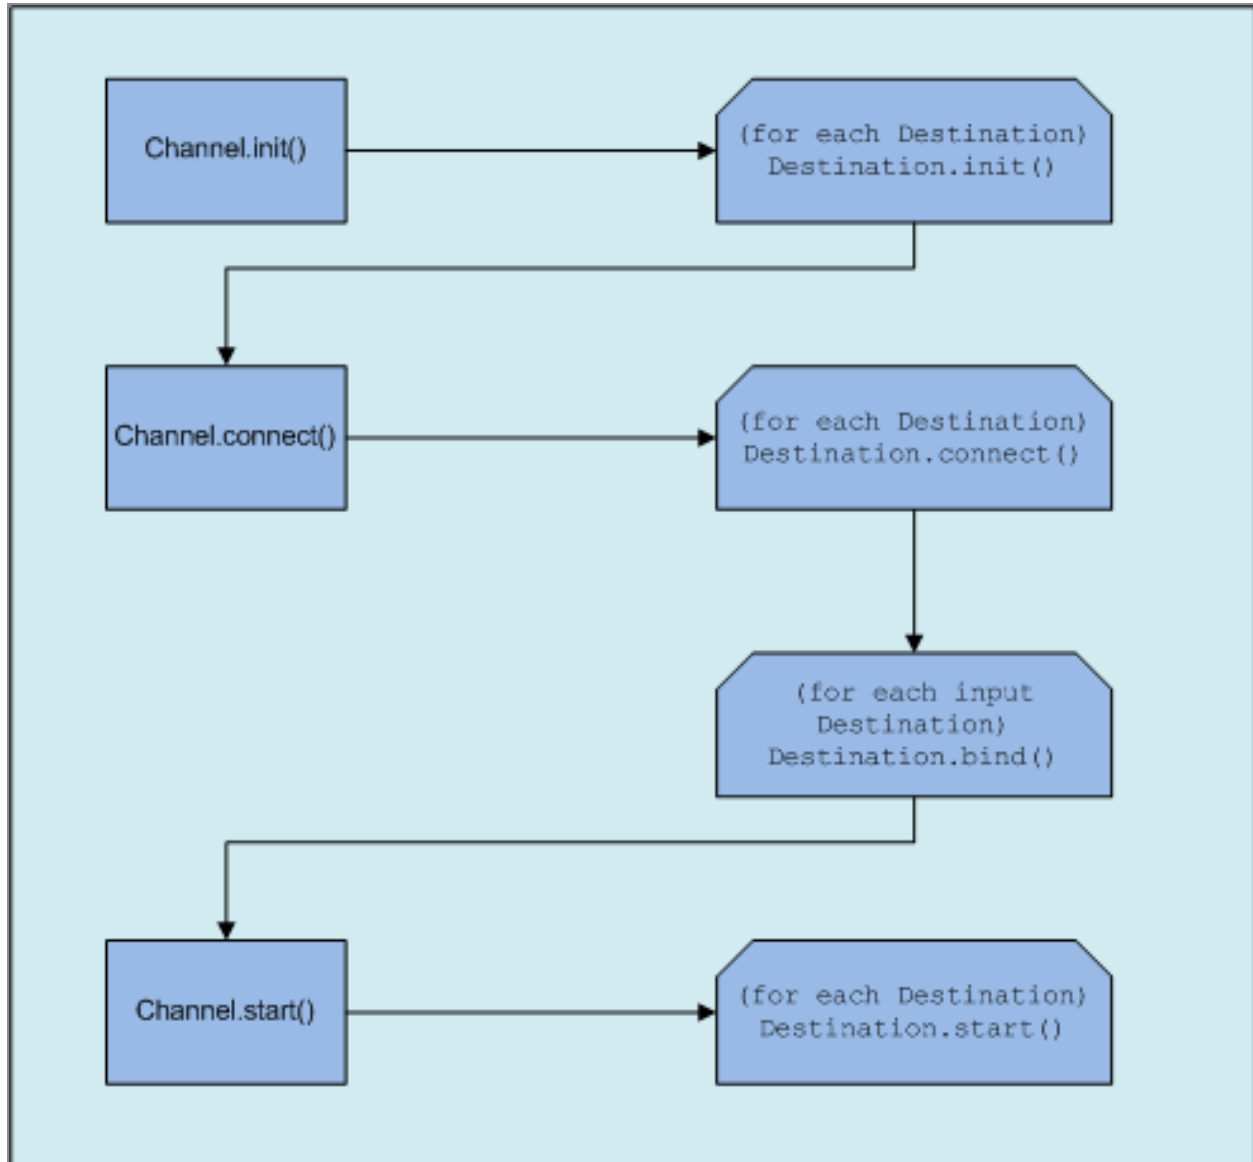 Channel.init()
(for each Destination)
Destination.init()
Channel.connect()
(for each Destination)
Destination.connect()
(for each input
Destination)
Destination.bind()
Channel.start()
(for each Destination)
Destination.start()